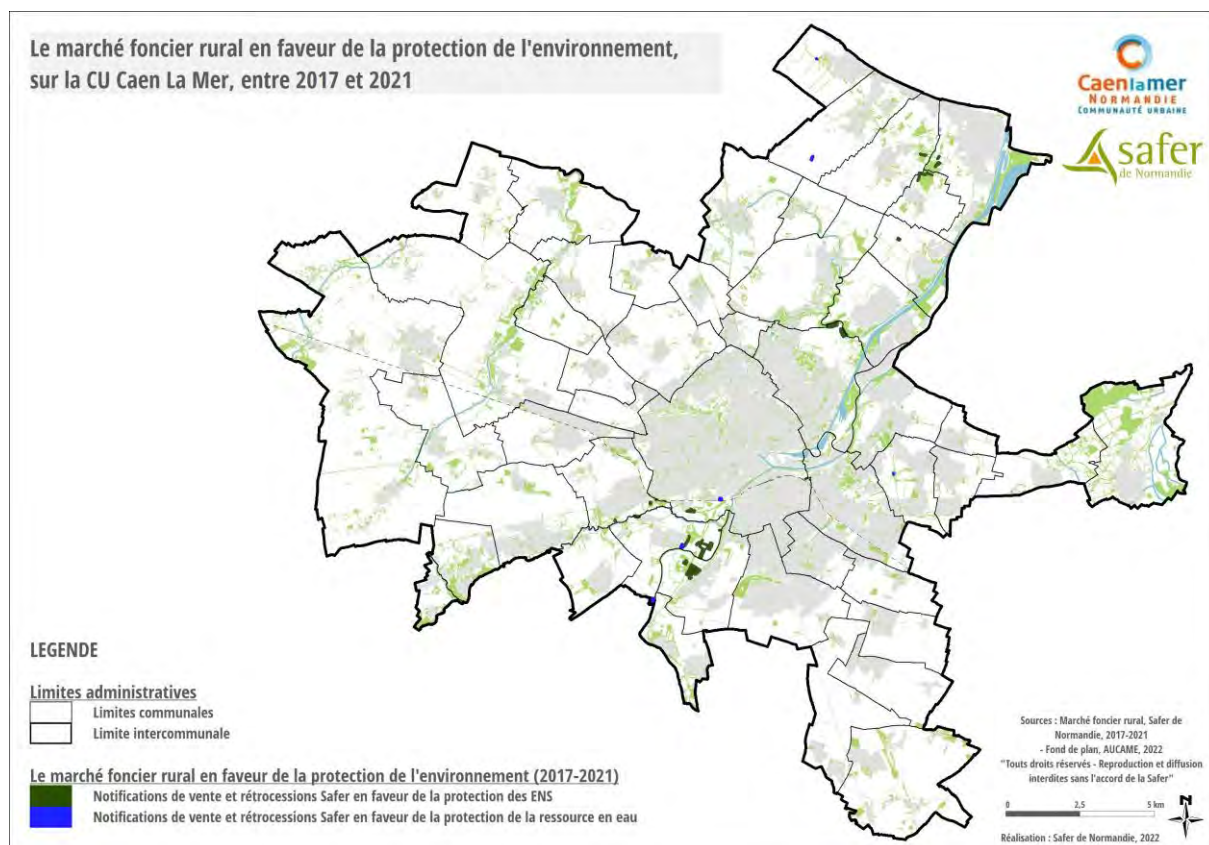 Le marché foncier rural en faveur de la protection de l'environnement,
sur la CU Caen La Mer, entre 2017 et 2021
Caenlamer
NORMANDIE
COMMUNAUTÉ URBAINE
safer
de Normandie
LEGENDE
Limites administratives
Limites communales
Limite intercommunale
Le marché foncier rural en faveur de la protection de l'environnement (2017-2021)
Notifications de vente et rétrocessions Safer en faveur de la protection des ENS
Notifications de vente et rétrocessions Safer en faveur de la protection de la ressource en eau
Sources : Marché foncier rural, Safer de
Normandie, 2017-2021
- Fond de plan, AUCAME, 2022
"Touts droits réservés - Reproduction et diffusion
interdites sans l'accord de la Safer"
0 2,5 5 km
N
Réalisation : Safer de Normandie, 2022